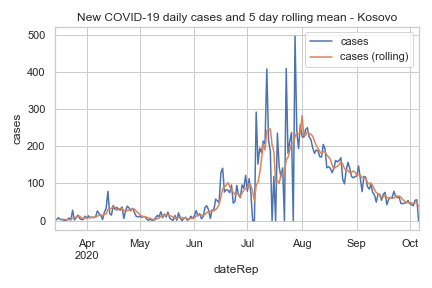 New COVID-19 daily cases and 5 day rolling mean - Kosovo
cases
cases (rolling)
500
400
300
200
100
0
cases
Apr
2020
May
Jun
Jul
Aug
Sep
Oct
dateRep